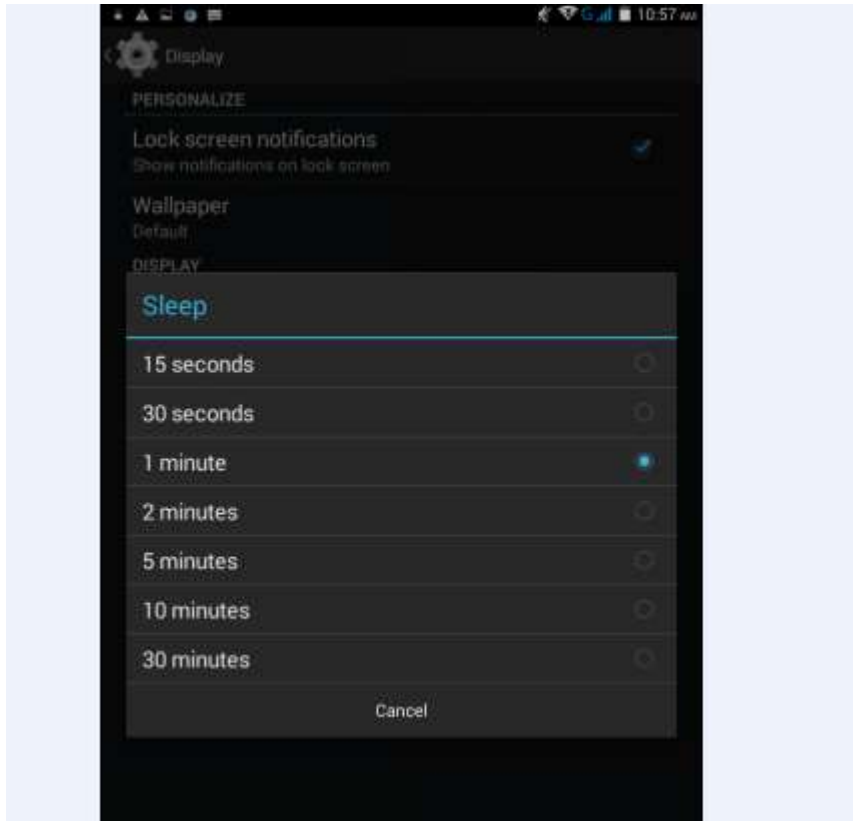 G 10:57 AM
Display
PERSONALIZE
Lock screen notifications
Show notifications on lock screen
Wallpaper
Default
DISPLAY
Sleep
15 seconds
30 seconds
1 minute
2 minutes
5 minutes
10 minutes
30 minutes
Cancel